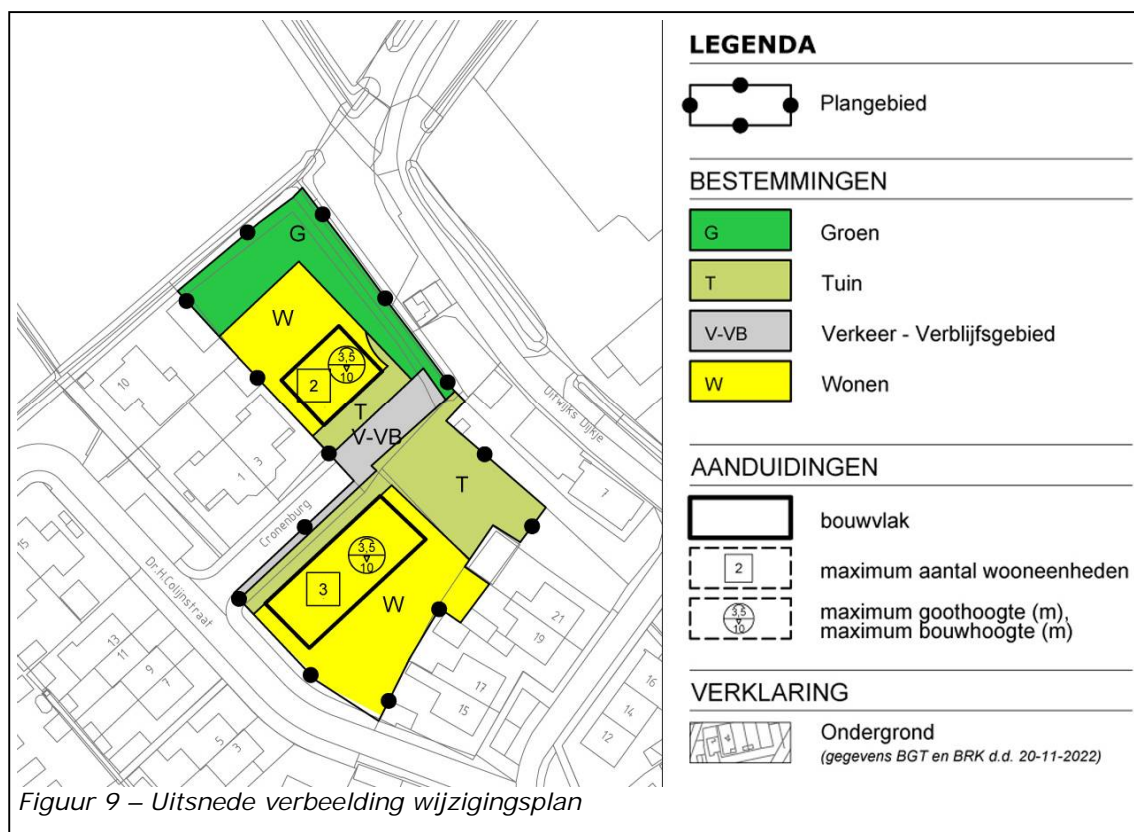 G
W
3,5
10
2
T
V-VB
T
10
1
3
Cronenburg
Uitwijks Dijkje
7
3,5
10
3
W
Dr.H.Colijnstraat
15
13
11
9
7
5
3
21
19
17
15
16
14
12
LEGENDA
Plangebied
BESTEMMINGEN
G Groen
T Tuin
V-VB Verkeer - Verblijfsgebied
W Wonen
AANDUIDINGEN
bouwvlak
2 maximum aantal wooneenheden
3,5 10 maximum goothoogte (m),
maximum bouwhoogte (m)
VERKLARING
Ondergrond
(gegevens BGT en BRK d.d. 20-11-2022)
Figuur 9 – Uitsnede verbeelding wijzigingsplan